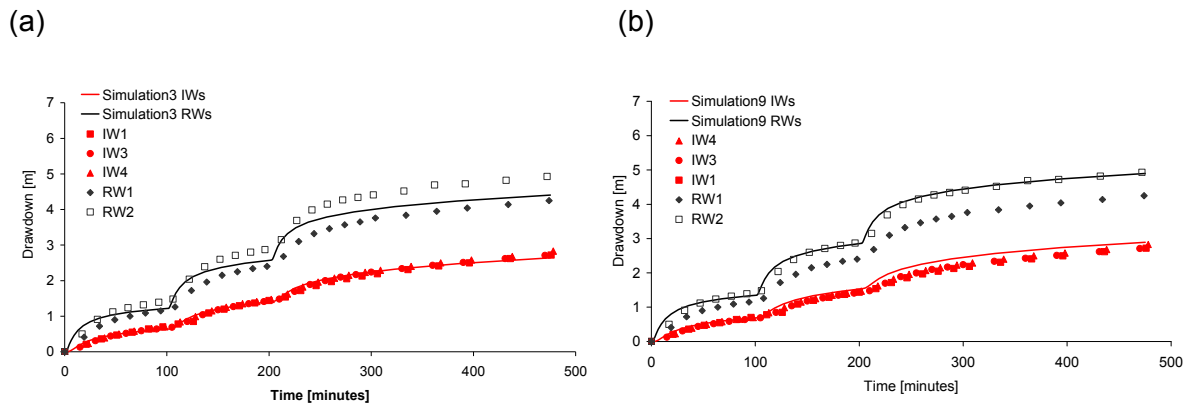 (a)
Simulation3 IWs
Simulation3 RWs
IW1
IW3
IW4
RW1
RW2
Drawdown [m]
7
6
5
4
3
2
1
0
0 100 200 300 400 500
Time [minutes]
(b)
Simulation9 IWs
Simulation9 RWs
IW4
IW3
IW1
RW1
RW2
Drawdown [m]
7
6
5
4
3
2
1
0
0 100 200 300 400 500
Time [minutes]